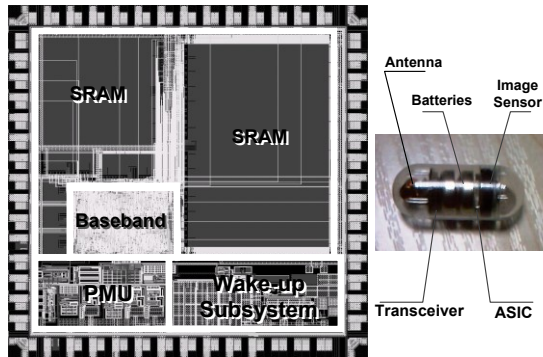 SRAM
SRAM
Baseband
PMU
Wake-up
Subsystem
Antenna
Batteries
Image
Sensor
Transceiver
ASIC